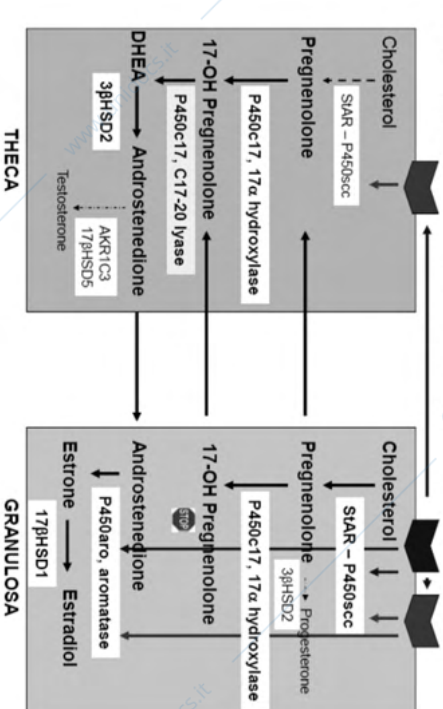 Cholesterol
StAR – P450scc
Pregnenolone
P450c17, 17α hydroxylase
17-OH Pregnenolone
P450c17, C17-20 lyase
DHEA
Androstenedione
3βHSD2
AKR1C3
17βHSD5
Testosterone
THECA
Cholesterol
StAR – P450scc
Pregnenolone
Progesterone
3βHSD2
P450c17, 17α hydroxylase
17-OH Pregnenolone
STOP
Androstenedione
P450aro, aromatase
Estrone
Estradiol
17βHSD1
GRANULOSA